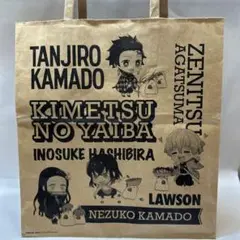 TANJIRO
KAMADO
ZENITSU
AGATSUMA
KIMETSU
NO YAIBA
INOSUKE HASHIBIRA
LAWSON
NEZUKO KAMADO